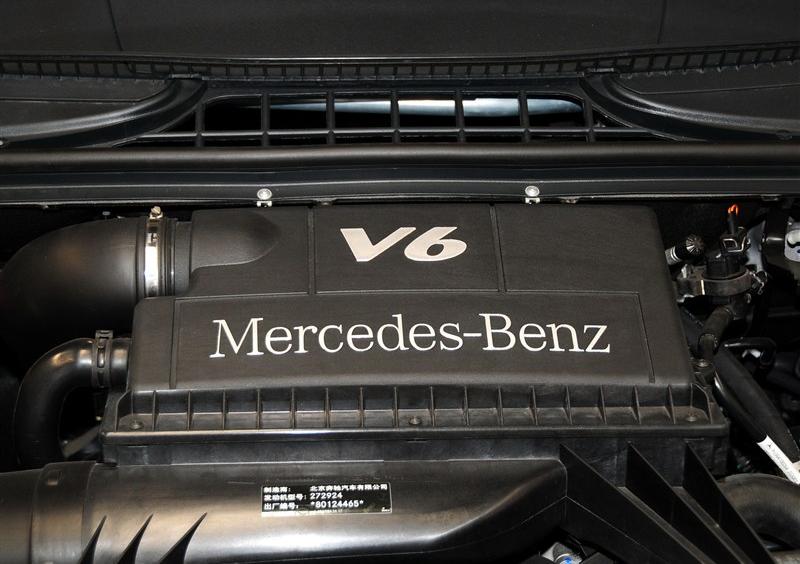 V6
Mercedes-Benz
制造商: 北京奔驰汽车有限公司
发动机型号: 272924
出厂编号: *80124465*